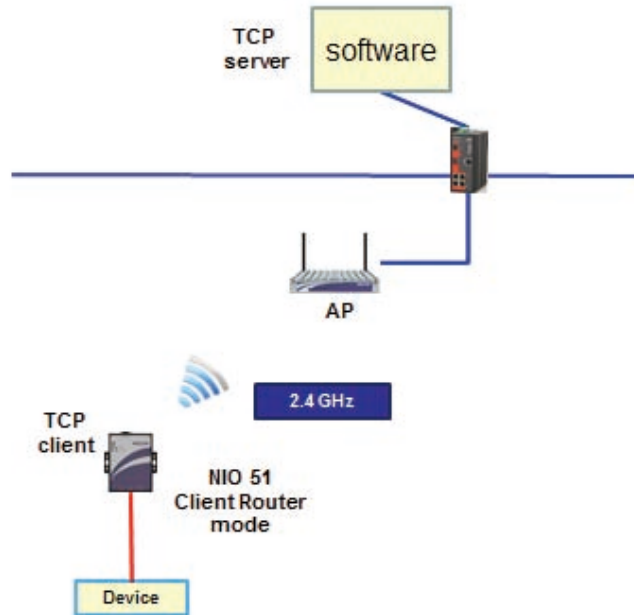 TCP
server
software
AP
2.4 GHz
TCP
client
NIO 51
Client Router
mode
Device